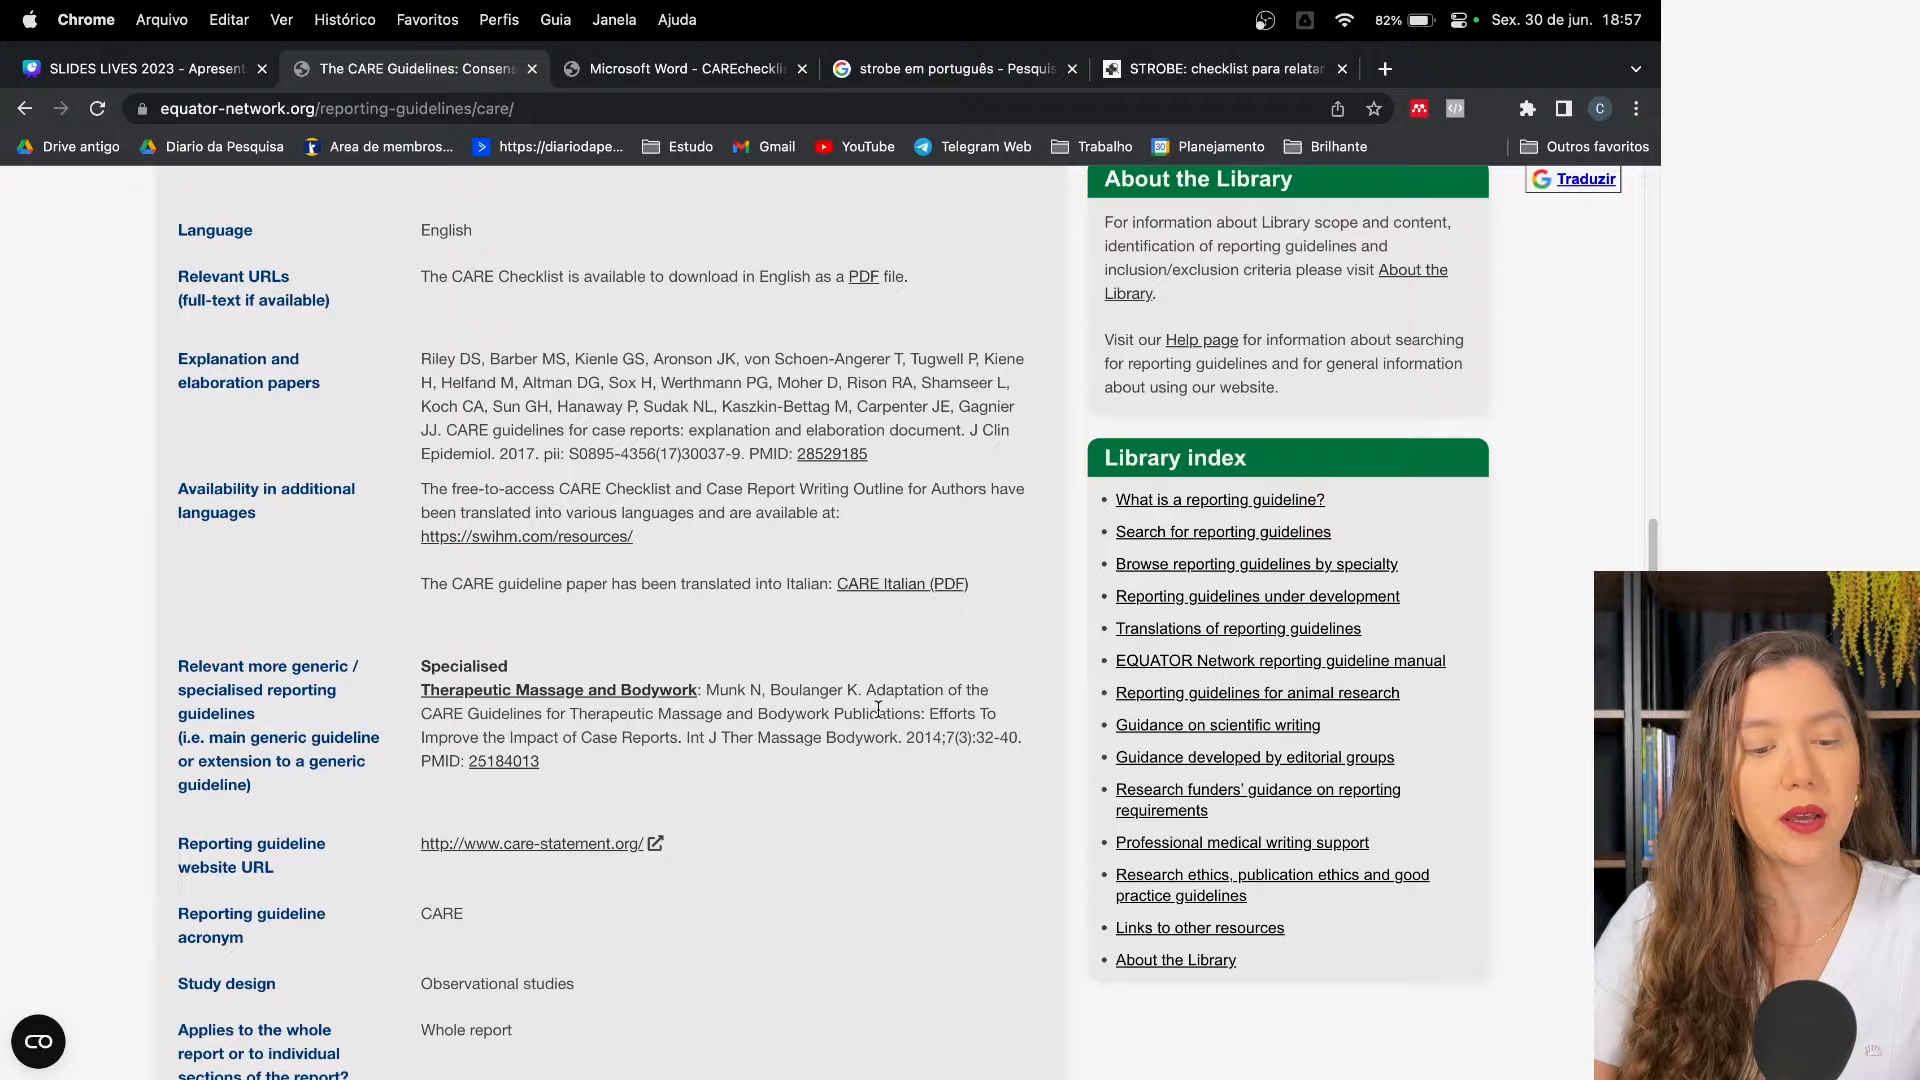 Chrome Arquivo Editar Ver Histórico Favoritos Perfis Guia Janela Ajuda 82% Sex. 30 de jun. 18:57
SLIDES LIVES 2023 - Apresent The CARE Guidelines: Consens Microsoft Word - CAREcheckli strobe em português - Pesquis STROBE: checklist para relatar
equator-network.org/reporting-guidelines/care/ C
Drive antigo Diario da Pesquisa Area de membros... https://diariodape... Estudo Gmail YouTube Telegram Web Trabalho 30 Planejamento Brilhante Outros favoritos
Language English
Relevant URLs
(full-text if available)
The CARE Checklist is available to download in English as a PDF file.
Explanation and
elaboration papers
Riley DS, Barber MS, Kienle GS, Aronson JK, von Schoen-Angerer T, Tugwell P, Kiene
H, Helfand M, Altman DG, Sox H, Werthmann PG, Moher D, Rison RA, Shamseer L,
Koch CA, Sun GH, Hanaway P, Sudak NL, Kaszkin-Bettag M, Carpenter JE, Gagnier
JJ. CARE guidelines for case reports: explanation and elaboration document. J Clin
Epidemiol. 2017. pii: S0895-4356(17)30037-9. PMID: 28529185
Availability in additional
languages
The free-to-access CARE Checklist and Case Report Writing Outline for Authors have
been translated into various languages and are available at:
https://swihm.com/resources/
The CARE guideline paper has been translated into Italian: CARE Italian (PDF)
Relevant more generic /
specialised reporting
guidelines
(i.e. main generic guideline
or extension to a generic
guideline)
Specialised
Therapeutic Massage and Bodywork: Munk N, Boulanger K. Adaptation of the
CARE Guidelines for Therapeutic Massage and Bodywork Publications: Efforts To
Improve the Impact of Case Reports. Int J Ther Massage Bodywork. 2014;7(3):32-40.
PMID: 25184013
Reporting guideline
website URL
http://www.care-statement.org/
Reporting guideline
acronym
CARE
Study design Observational studies
Applies to the whole
report or to individual
sections of the report?
Whole report
About the Library
For information about Library scope and content,
identification of reporting guidelines and
inclusion/exclusion criteria please visit About the
Library.
Visit our Help page for information about searching
for reporting guidelines and for general information
about using our website.
Library index
• What is a reporting guideline?
• Search for reporting guidelines
• Browse reporting guidelines by specialty
• Reporting guidelines under development
• Translations of reporting guidelines
• EQUATOR Network reporting guideline manual
• Reporting guidelines for animal research
• Guidance on scientific writing
• Guidance developed by editorial groups
• Research funders' guidance on reporting
requirements
• Professional medical writing support
• Research ethics, publication ethics and good
practice guidelines
• Links to other resources
• About the Library
Traduzir